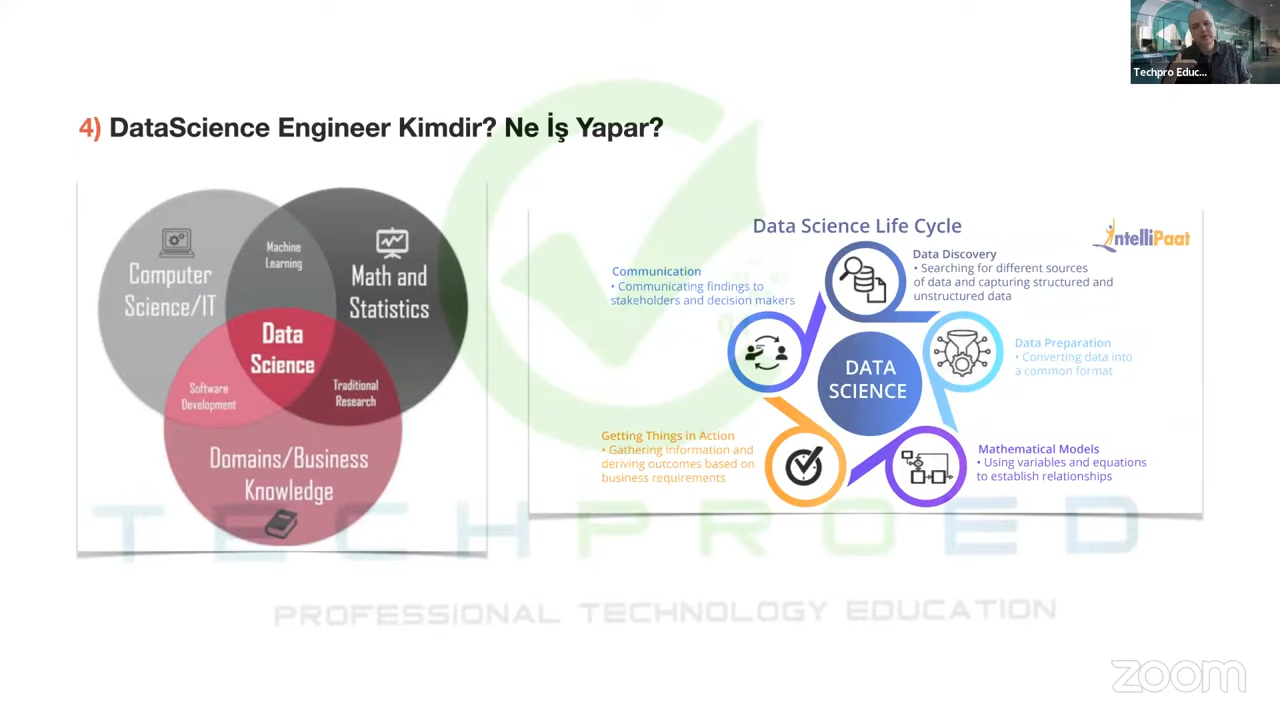 Techpro Educ...
4) DataScience Engineer Kimdir? Ne İş Yapar?
Computer
Science/IT
Machine
Learning
Math and
Statistics
Data
Science
Software
Development
Traditional
Research
Domains/Business
Knowledge
Data Science Life Cycle
intelliPaat
Communication
• Communicating findings to
stakeholders and decision makers
Data Discovery
• Searching for different sources
of data and capturing structured and
unstructured data
Data Preparation
• Converting data into
a common format
DATA
SCIENCE
Getting Things in Action
• Gathering information and
deriving outcomes based on
business requirements
Mathematical Models
• Using variables and equations
to establish relationships
TECHPROED
PROFESSIONAL TECHNOLOGY EDUCATION
zoom